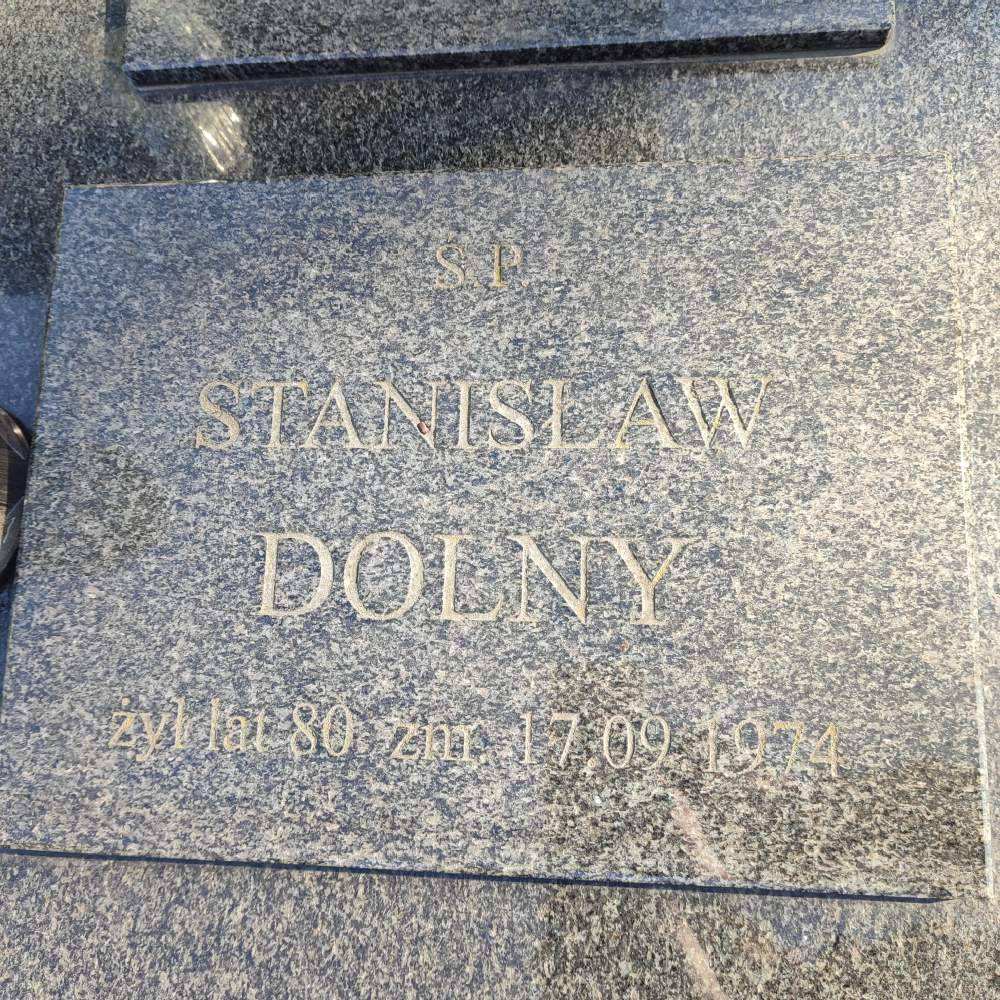 S.P.
STANISŁAW
DOLNY
żył lat 80 zm. 17.09.1974